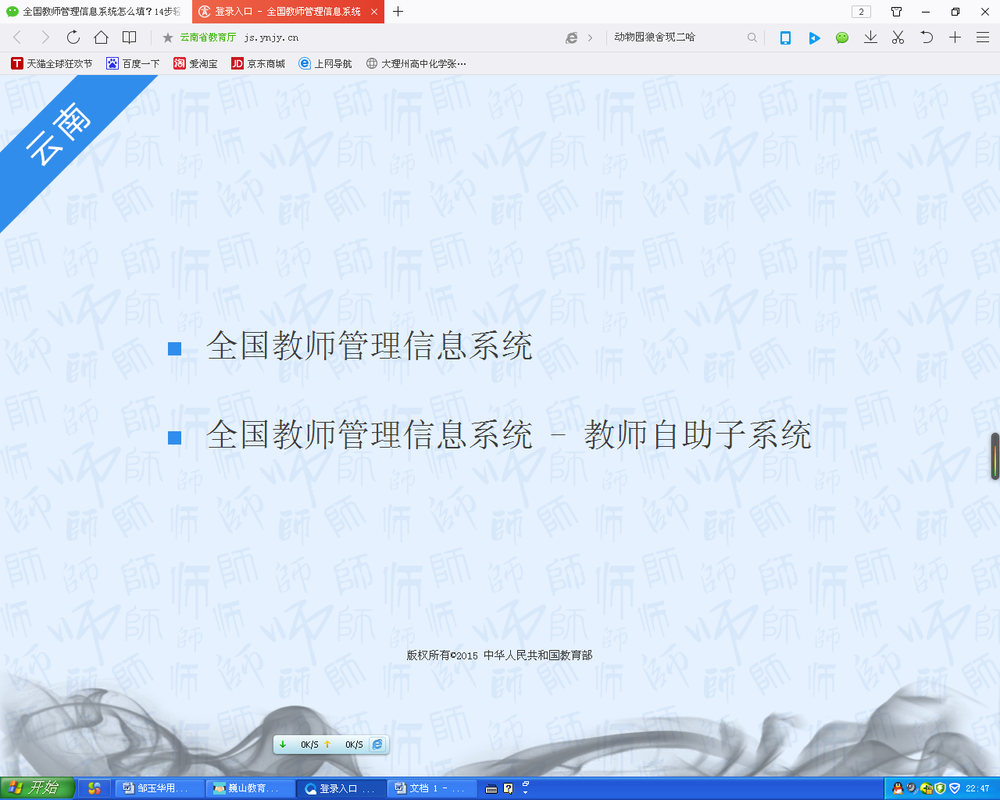 全国教师管理信息系统怎么填？14步轻
登录入口 - 全国教师管理信息系统
2
云南省教育厅 js.ynjy.cn
动物园狼舍现二哈
天猫全球狂欢节 百度一下 爱淘宝 京东商城 上网导航 大理州高中化学张…
云南
全国教师管理信息系统
全国教师管理信息系统 - 教师自助子系统
版权所有©2015 中华人民共和国教育部
0K/S 0K/S
开始 邹玉华用... 巍山教育... 登录入口 ... 文档 1 - ... 22:47